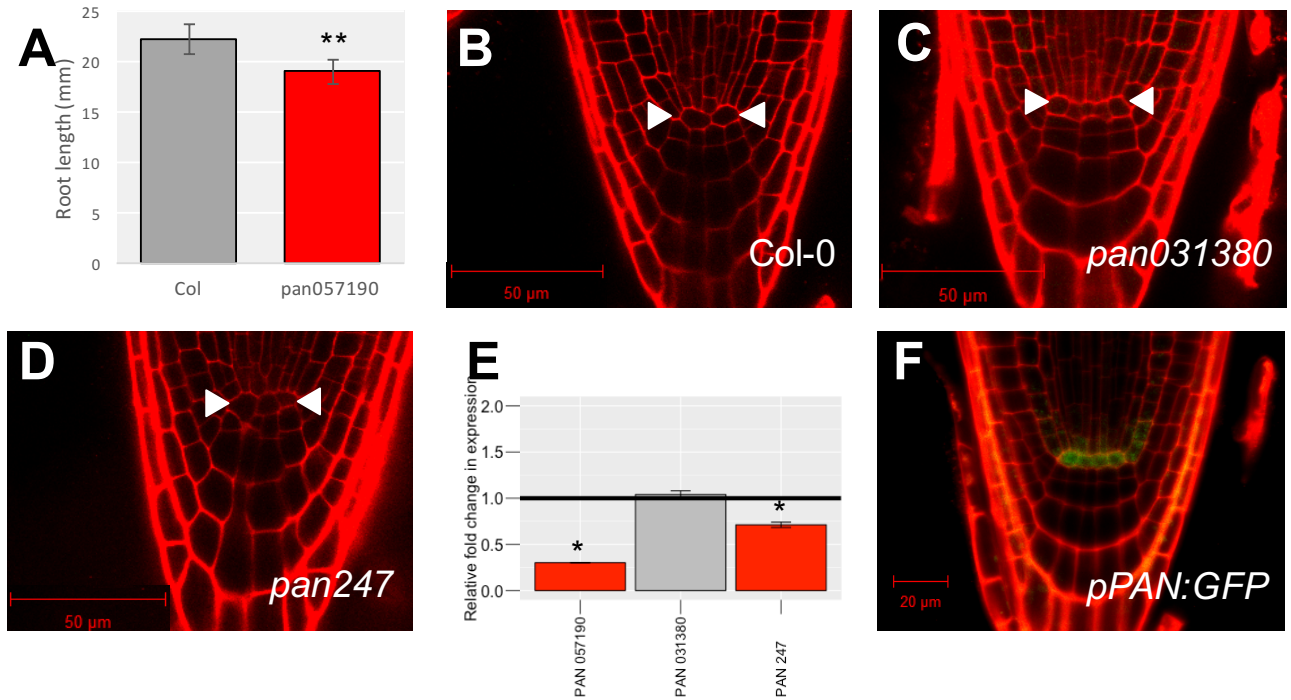 A
Root length (mm)
25
20
15
10
5
0
**
Col
pan057190
B
Col-0
50 µm
C
pan031380
50 µm
D
pan247
50 µm
E
Relative fold change in expression
2.0
1.5
1.0
0.5
0.0
*
*
PAN 057190
PAN 031380
PAN 247
F
pPAN:GFP
20 µm